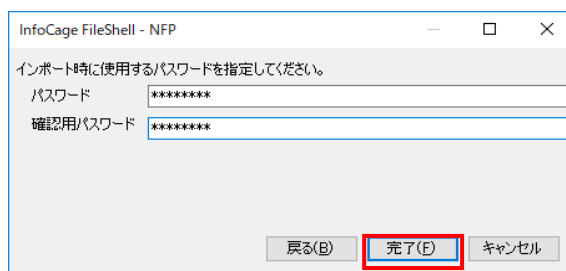 InfoCage FileShell - NFP
インポート時に使用するパスワードを指定してください。
パスワード ********
確認用パスワード ********
戻る(B) 完了(F) キャンセル